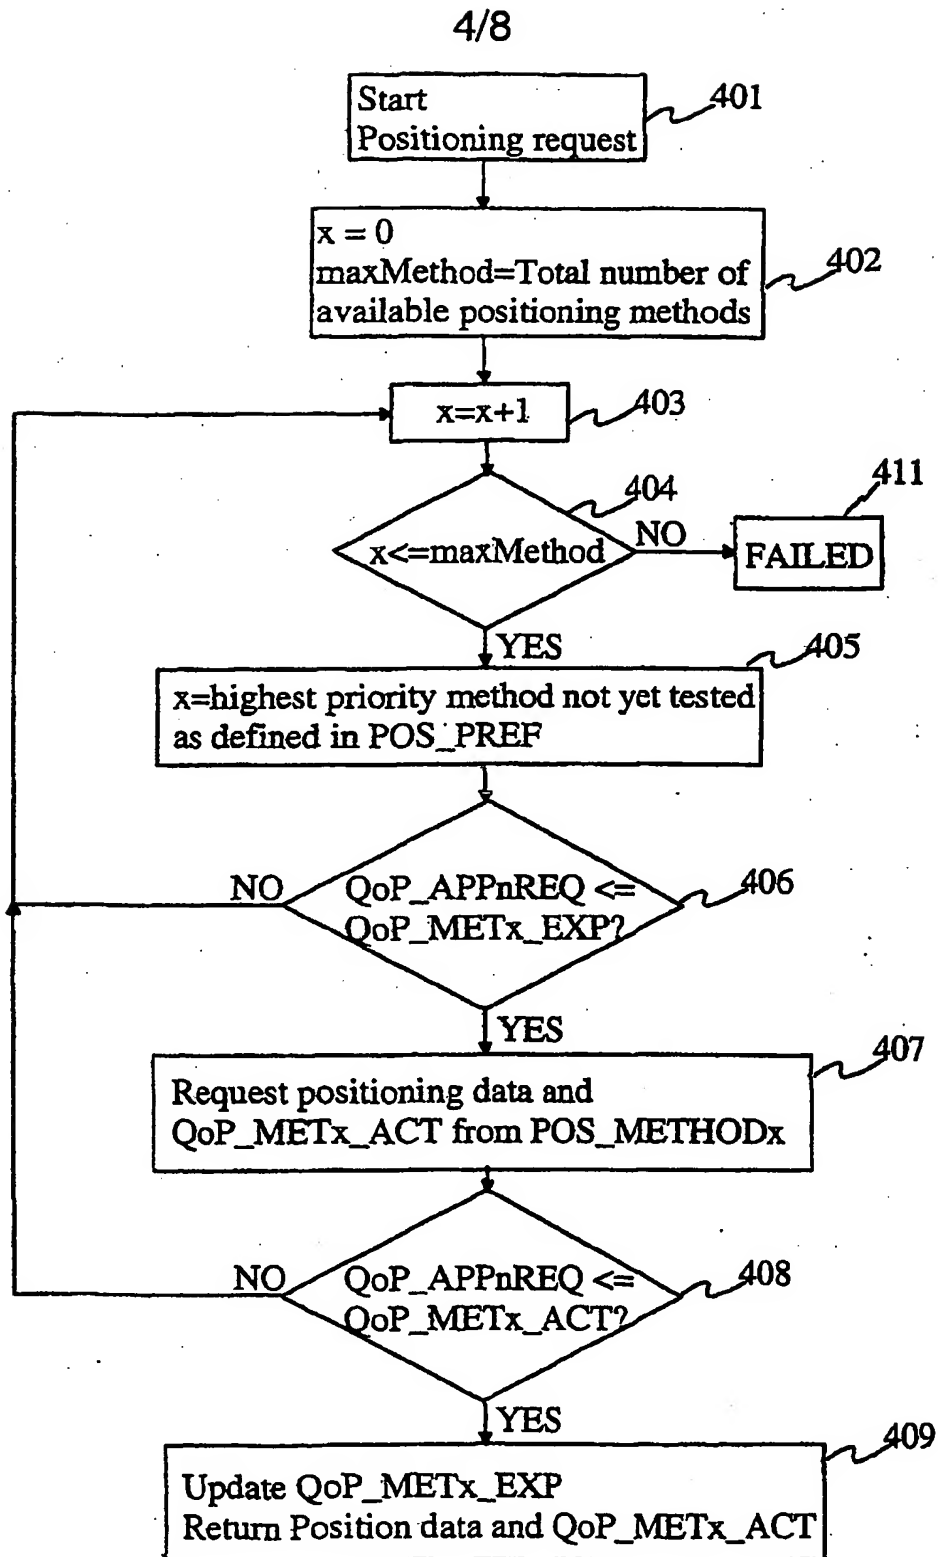 4/8
Start
Positioning request
401
x = 0
maxMethod=Total number of
available positioning methods
402
x=x+1
403
x<=maxMethod
404
NO
FAILED
411
YES
x=highest priority method not yet tested
as defined in POS_PREF
405
QoP_APPnREQ <=
QoP_METx_EXP?
406
NO
YES
Request positioning data and
QoP_METx_ACT from POS_METHODx
407
QoP_APPnREQ <=
QoP_METx_ACT?
408
NO
YES
Update QoP_METx_EXP
Return Position data and QoP_METx_ACT
409